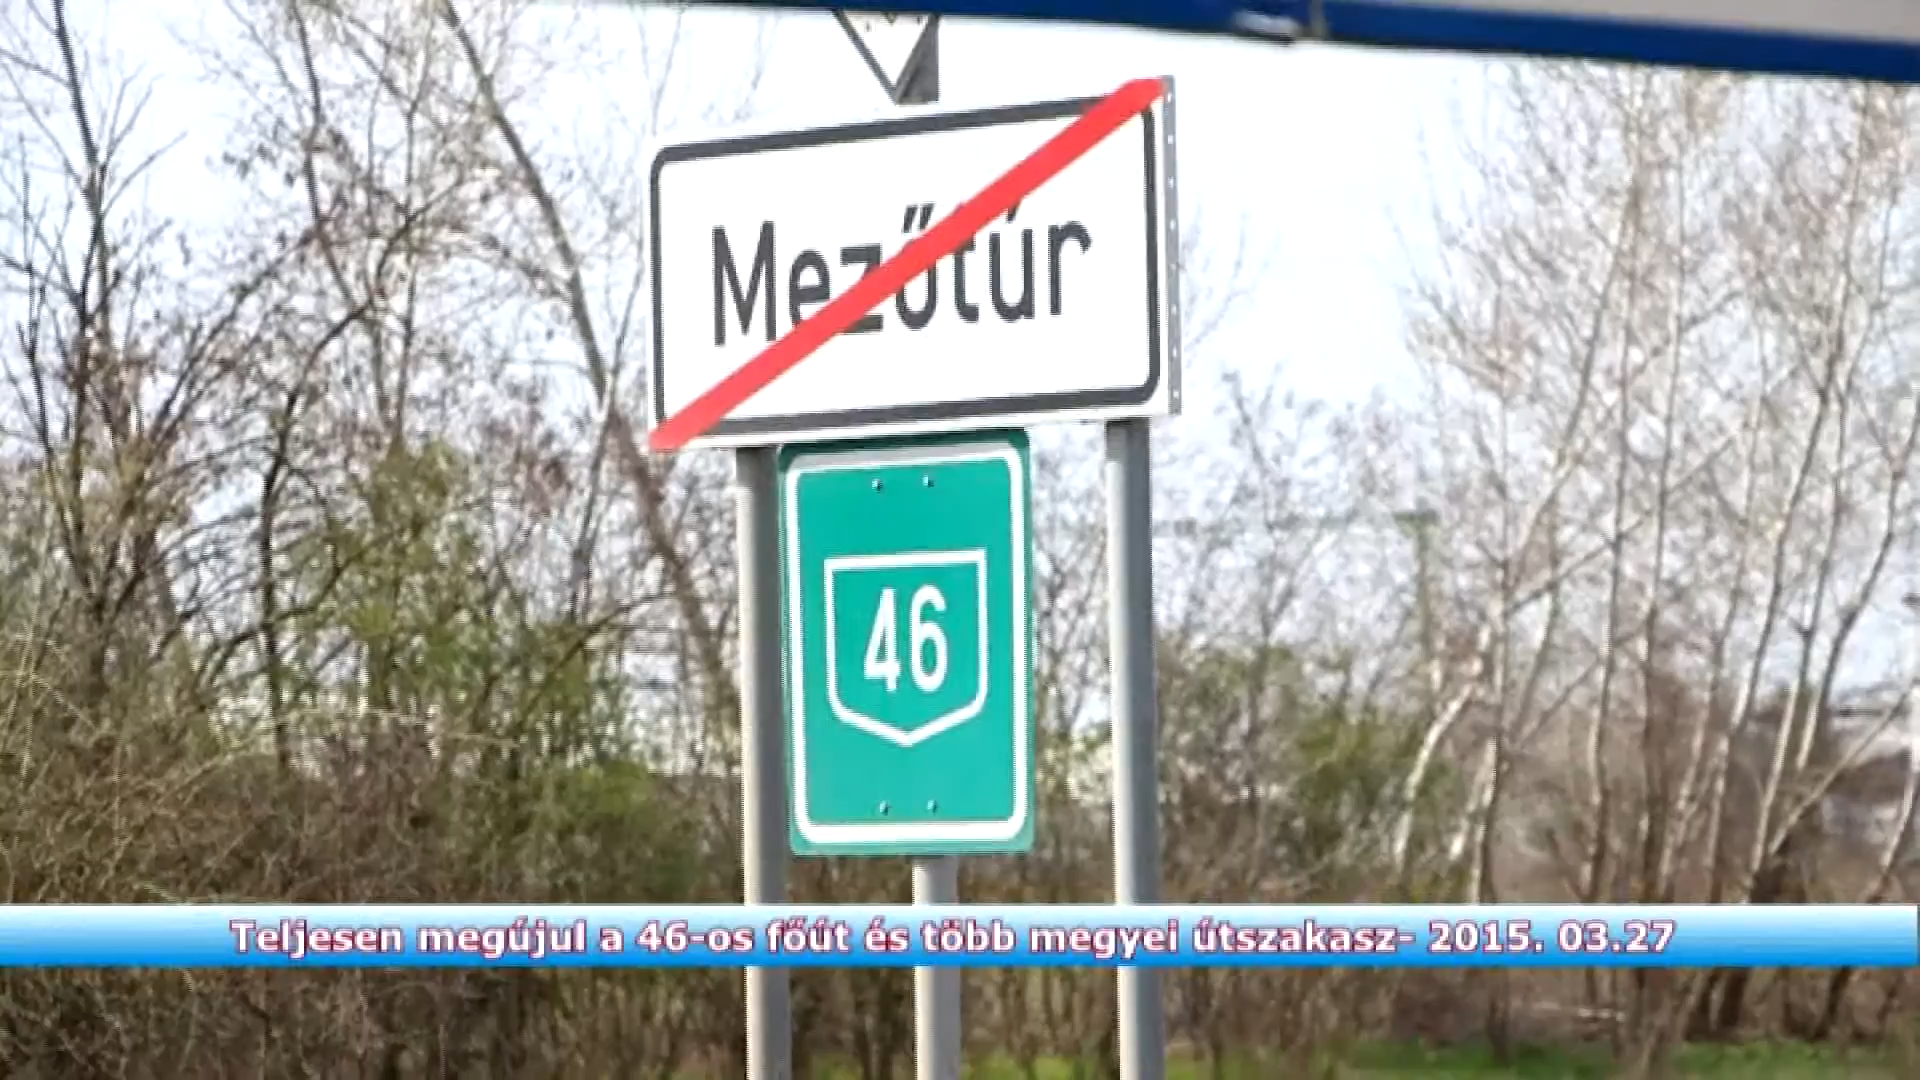 Mezőtúr
46
Teljesen megújul a 46-os főút és több megyei útszakasz- 2015. 03.27